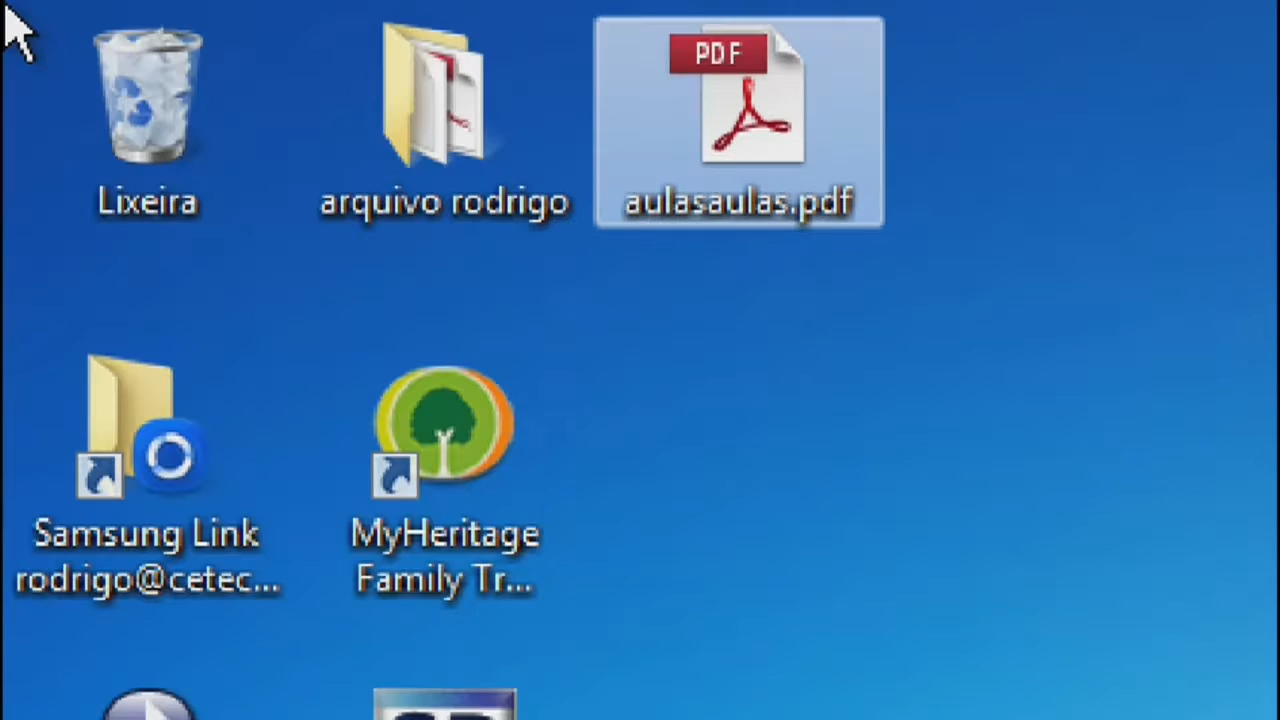 PDF
Lixeira
arquivo rodrigo
aulasaulas.pdf
Samsung Link
rodrigo@cetec...
MyHeritage
Family Tr...